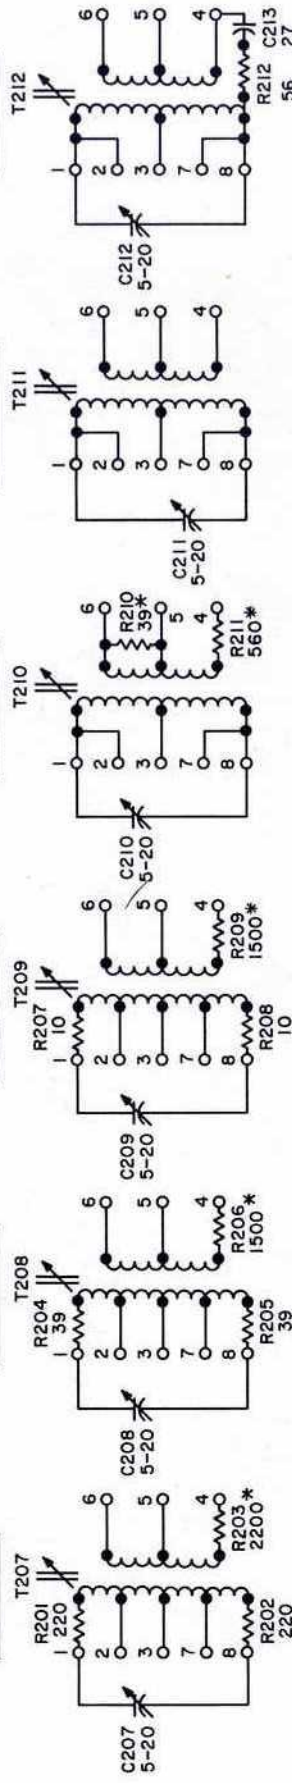 T207
R201
220
1
2
3
7
8
C207
5-20
R202
220
6
5
4
R203*
2200
T208
R204
39
1
2
3
7
8
C208
5-20
R205
39
6
5
4
R206
1500*
T209
R207
10
1
2
3
7
8
C209
5-20
R208
10
6
5
4
R209
1500*
T210
1
2
3
7
8
C210
5-20
6
R210
39*
5
4
R211
560*
T211
1
2
3
7
8
C211
5-20
6
5
4
T212
1
2
3
7
8
C212
5-20
6
5
4
R212
56
C213
27